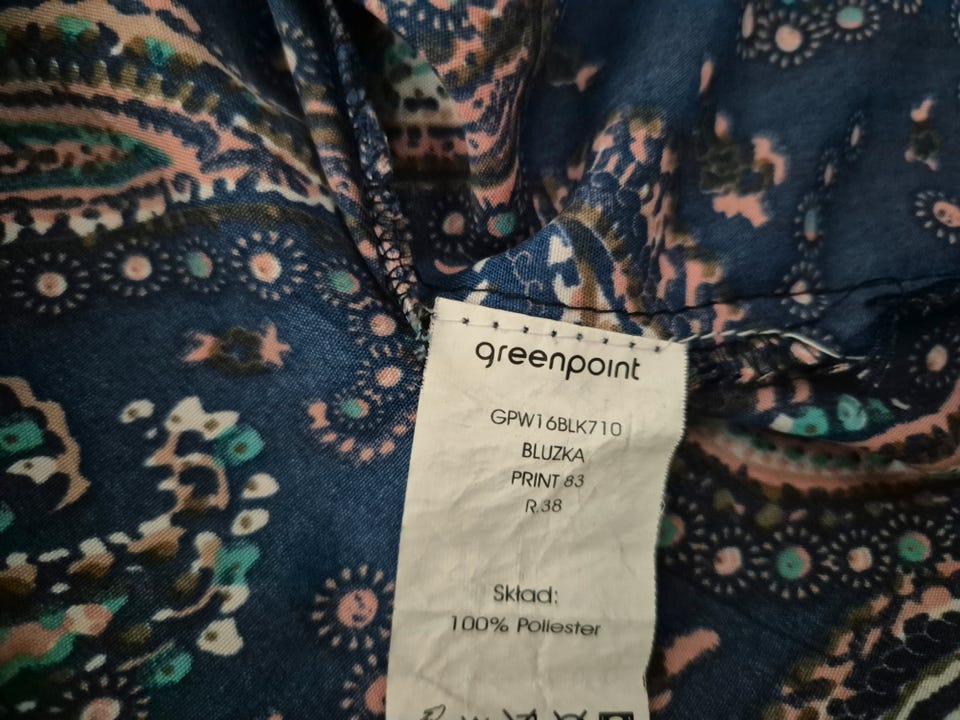 greenpoint
GPW16BLK710
BLUZKA
PRINT 83
R.38
Skład:
100% Poliester